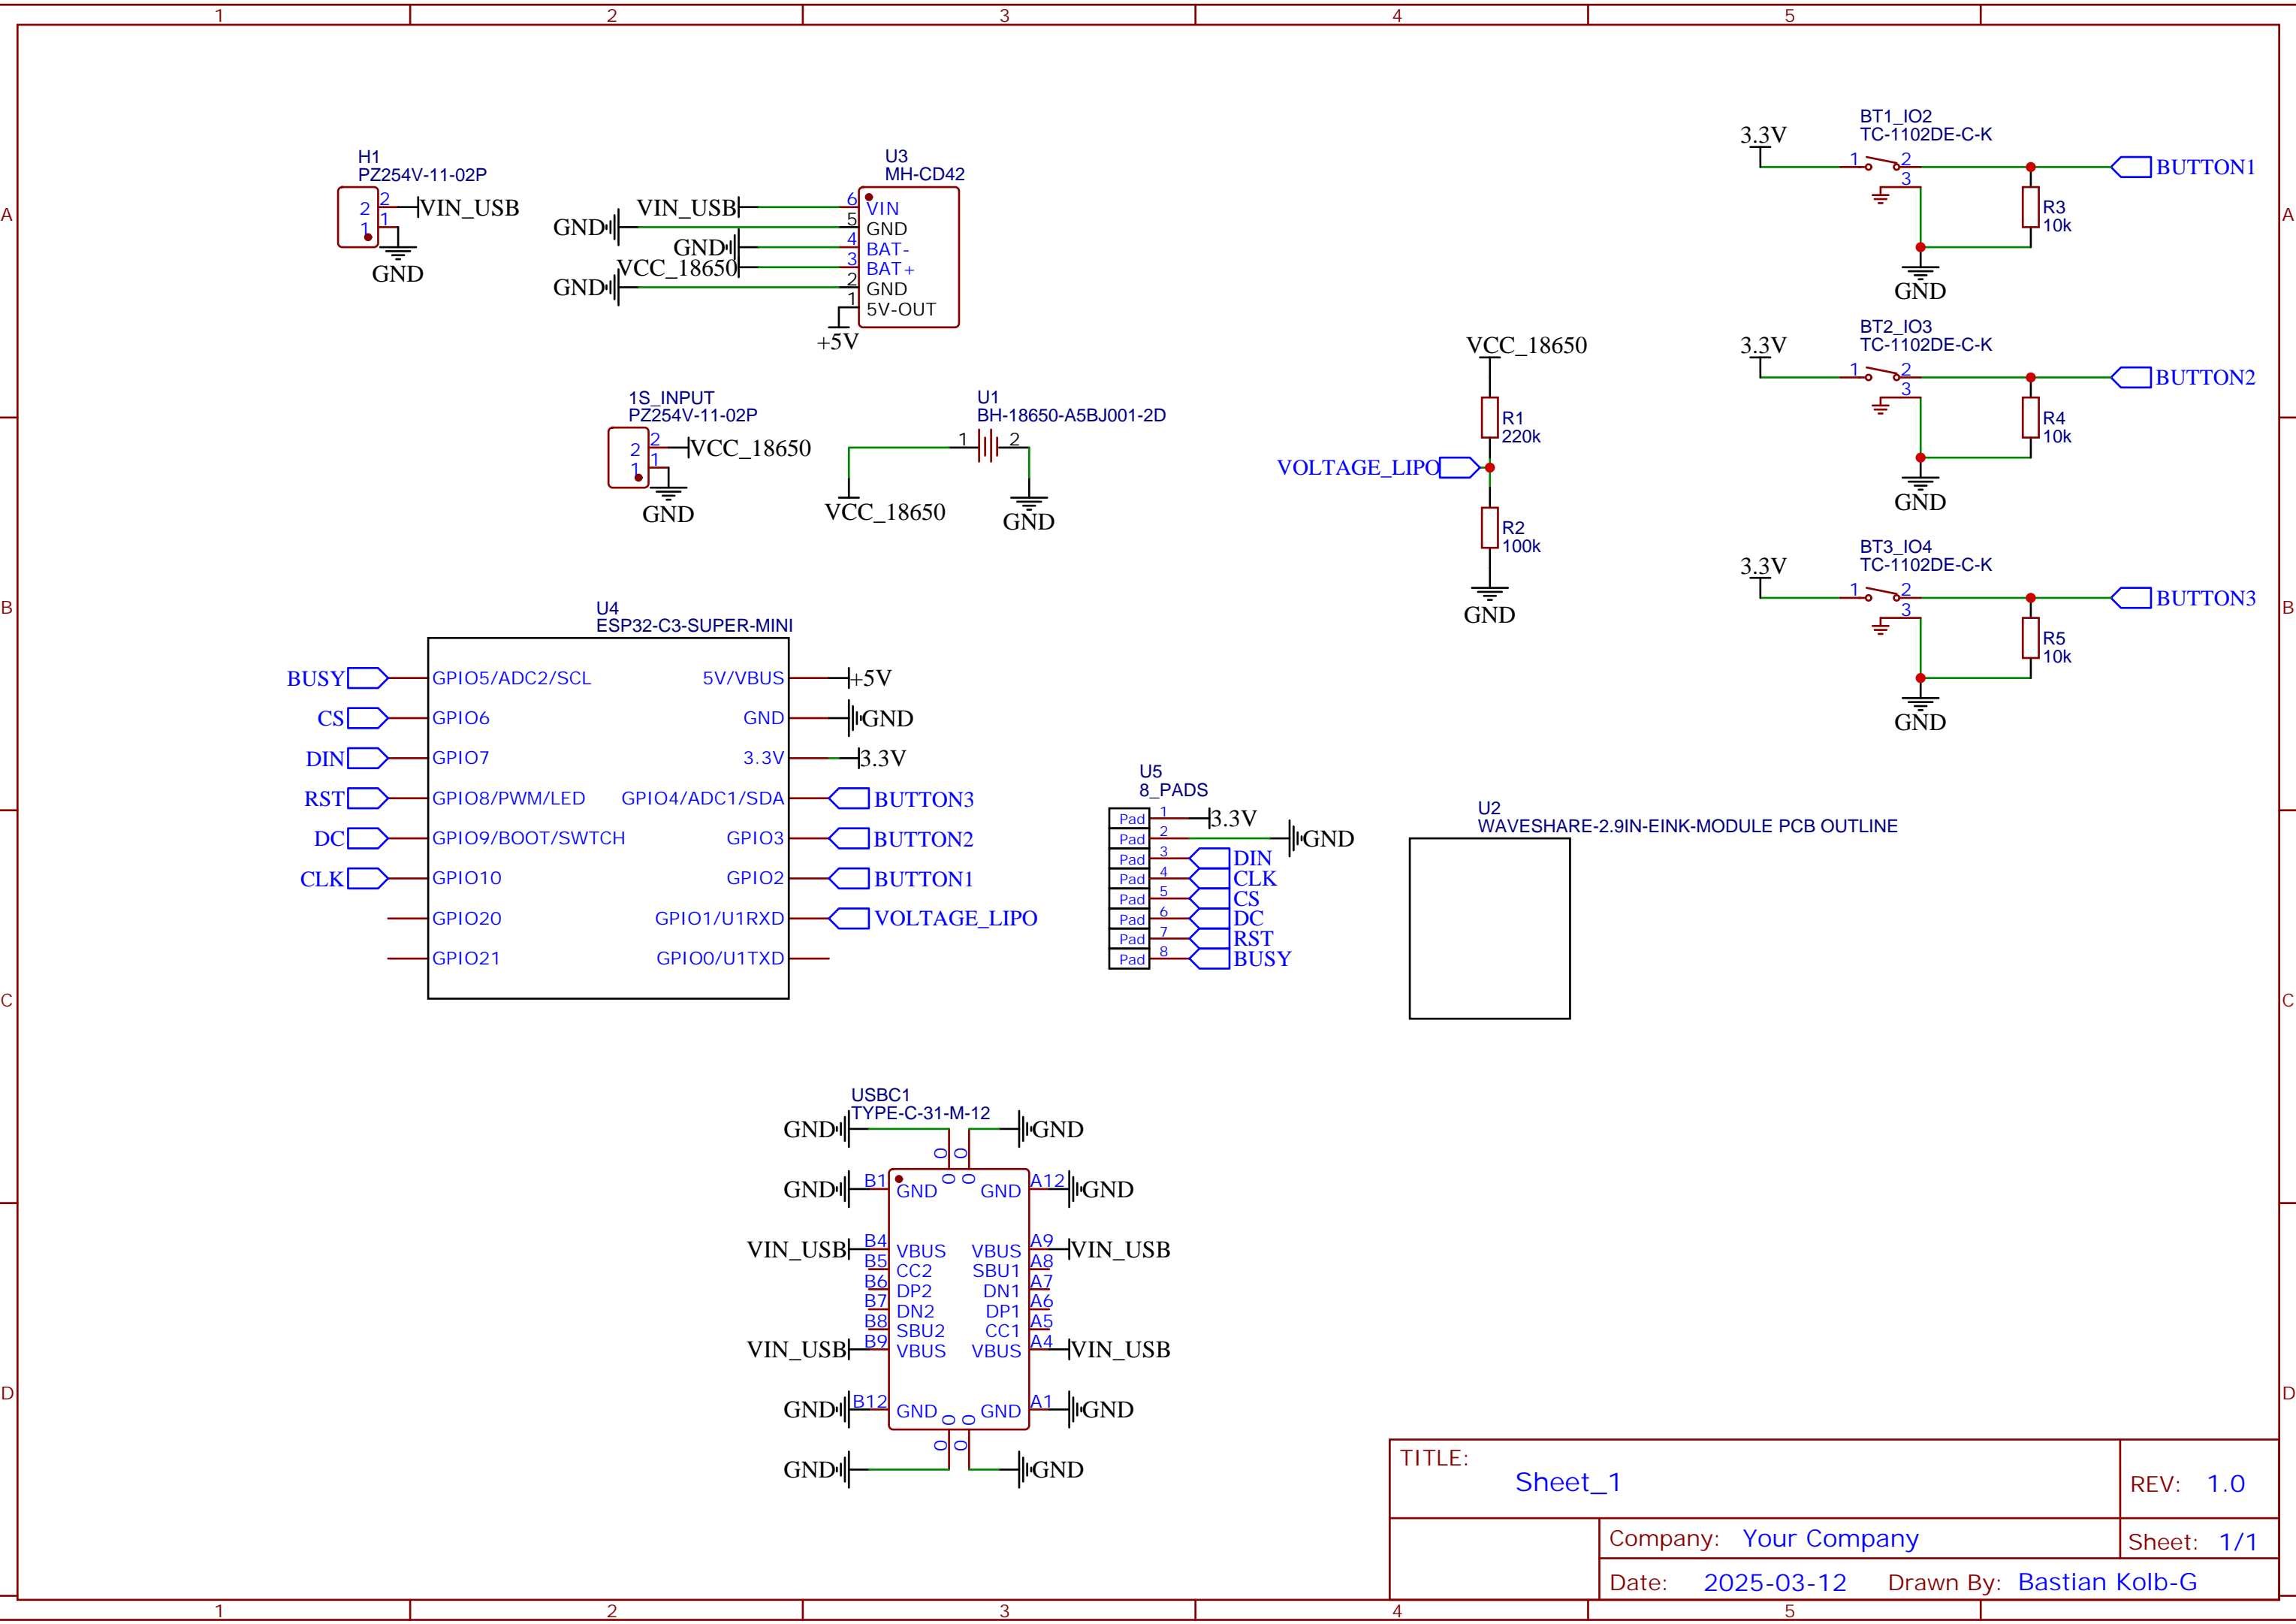 1 2 3 4 5
A
B
C
D
A
B
C
D
H1
PZ254V-11-02P
2 2 VIN_USB
1 1
GND
U3
MH-CD42
VIN_USB 6 VIN
GND 5 GND
GND 4 BAT-
VCC_18650 3 BAT+
GND 2 GND
1 5V-OUT
+5V
1S_INPUT
PZ254V-11-02P
2 2 VCC_18650
1 1
GND
U1
BH-18650-A5BJ001-2D
1 2
VCC_18650
GND
VCC_18650
R1
220k
VOLTAGE_LIPO
R2
100k
GND
BT1_IO2
TC-1102DE-C-K
3.3V
1 2 BUTTON1
3
R3
10k
GND
BT2_IO3
TC-1102DE-C-K
3.3V
1 2 BUTTON2
3
R4
10k
GND
BT3_IO4
TC-1102DE-C-K
3.3V
1 2 BUTTON3
3
R5
10k
GND
U4
ESP32-C3-SUPER-MINI
BUSY GPIO5/ADC2/SCL 5V/VBUS +5V
CS GPIO6 GND GND
DIN GPIO7 3.3V 3.3V
RST GPIO8/PWM/LED GPIO4/ADC1/SDA BUTTON3
DC GPIO9/BOOT/SWTCH GPIO3 BUTTON2
CLK GPIO10 GPIO2 BUTTON1
GPIO20 GPIO1/U1RXD VOLTAGE_LIPO
GPIO21 GPIO0/U1TXD
U5
8_PADS
Pad 1 3.3V
Pad 2 GND
Pad 3 DIN
Pad 4 CLK
Pad 5 CS
Pad 6 DC
Pad 7 RST
Pad 8 BUSY
U2
WAVESHARE-2.9IN-EINK-MODULE PCB OUTLINE
USBC1
TYPE-C-31-M-12
GND GND
0 0
0 0
GND B1 GND GND A12 GND
VIN_USB B4 VBUS VBUS A9 VIN_USB
B5 CC2 SBU1 A8
B6 DP2 DN1 A7
B7 DN2 DP1 A6
B8 SBU2 CC1 A5
VIN_USB B9 VBUS VBUS A4 VIN_USB
GND B12 GND GND A1 GND
0 0
0 0
GND GND
TITLE:
Sheet_1
REV: 1.0
Company: Your Company
Sheet: 1/1
Date: 2025-03-12 Drawn By: Bastian Kolb-G
1 2 3 4 5